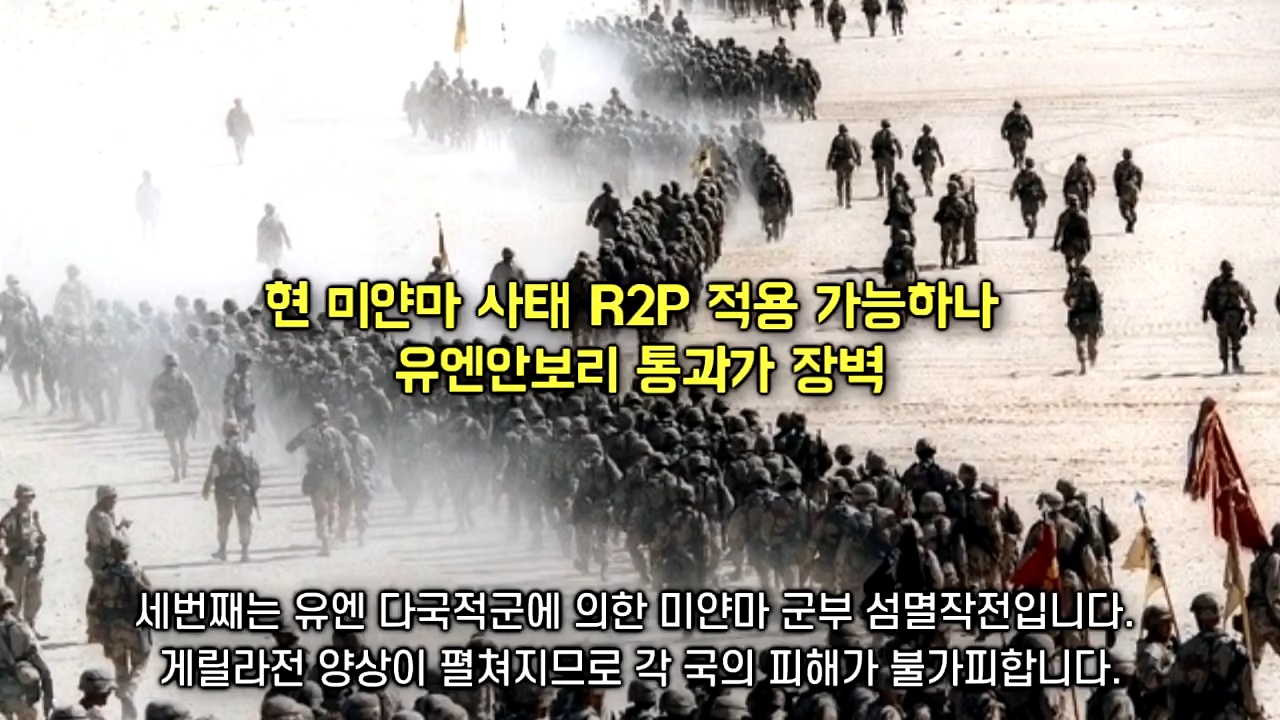 현 미얀마 사태 R2P 적용 가능하나
유엔안보리 통과가 장벽
세번째는 유엔 다국적군에 의한 미얀마 군부 섬멸작전입니다.
게릴라전 양상이 펼쳐지므로 각 국의 피해가 불가피합니다.